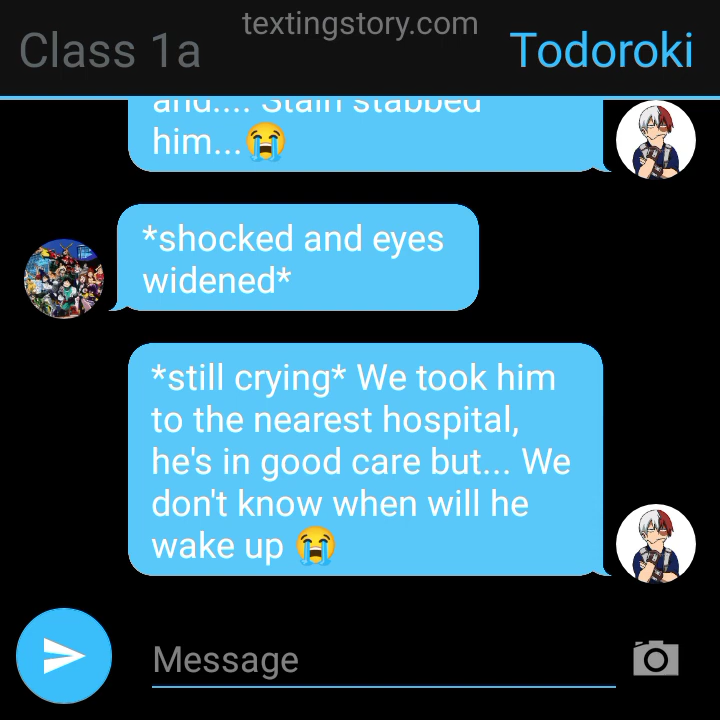 textingstory.com
Class 1a
Todoroki
and.... Stain stabbed
him...😭
*shocked and eyes
widened*
*still crying* We took him
to the nearest hospital,
he's in good care but... We
don't know when will he
wake up 😭
Message